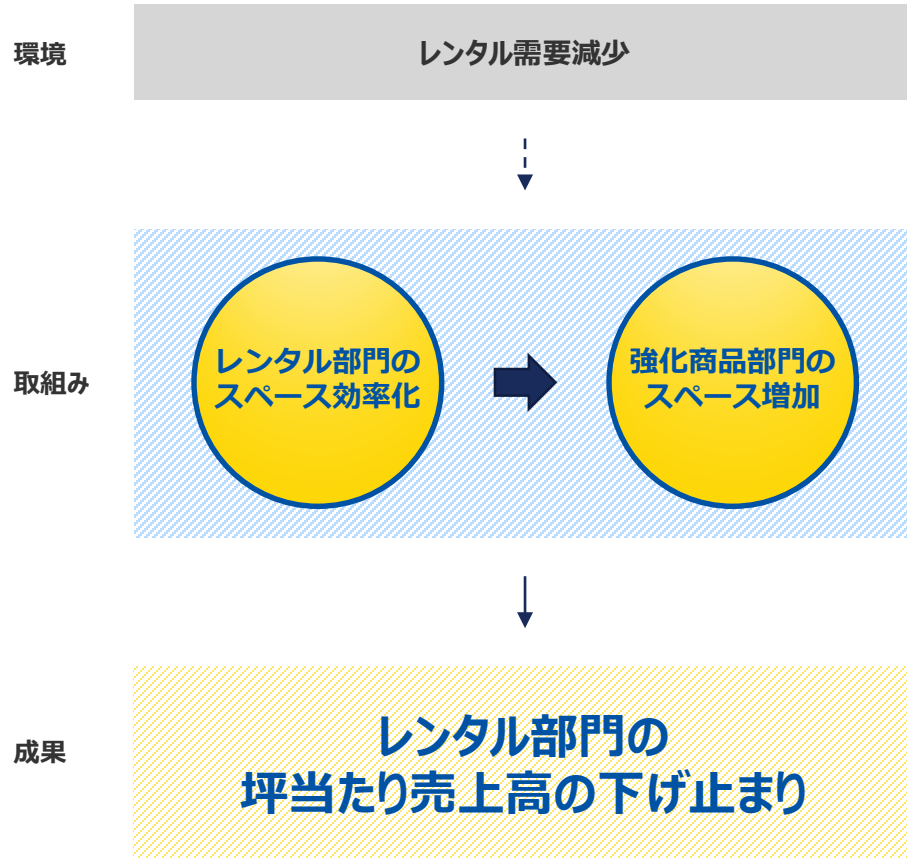 環境
レンタル需要減少
取組み
レンタル部門の
スペース効率化
強化商品部門の
スペース増加
成果
レンタル部門の
坪当たり売上高の下げ止まり